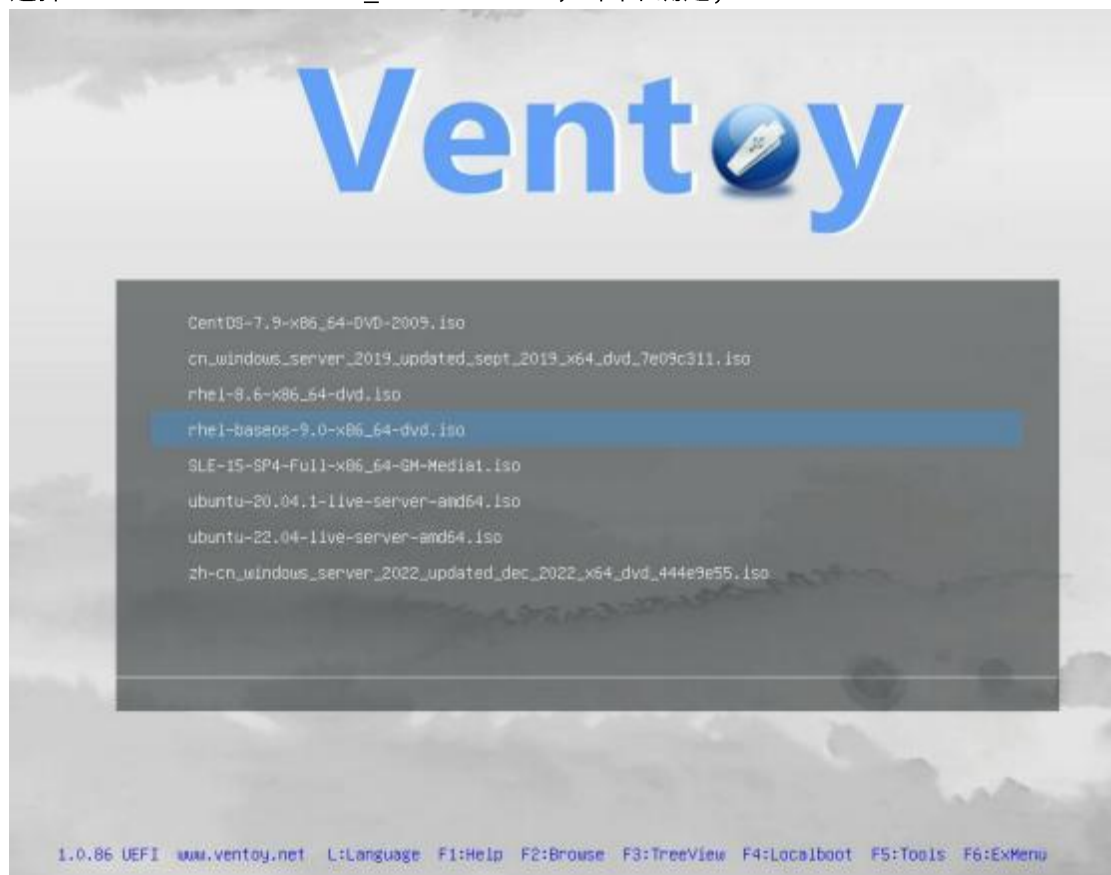 Ventoy
CentOS-7.9-x86_64-DVD-2009.iso
cn_windows_server_2019_updated_sept_2019_x64_dvd_7e09c311.iso
rhel-8.6-x86_64-dvd.iso
rhel-baseos-9.0-x86_64-dvd.iso
SLE-15-SP4-Full-x86_64-GM-Media1.iso
ubuntu-20.04.1-live-server-amd64.iso
ubuntu-22.04-live-server-amd64.iso
zh-cn_windows_server_2022_updated_dec_2022_x64_dvd_444e9e55.iso
1.0.86 UEFI www.ventoy.net L:Language F1:Help F2:Browse F3:TreeView F4:Localboot F5:Tools F6:ExMenu